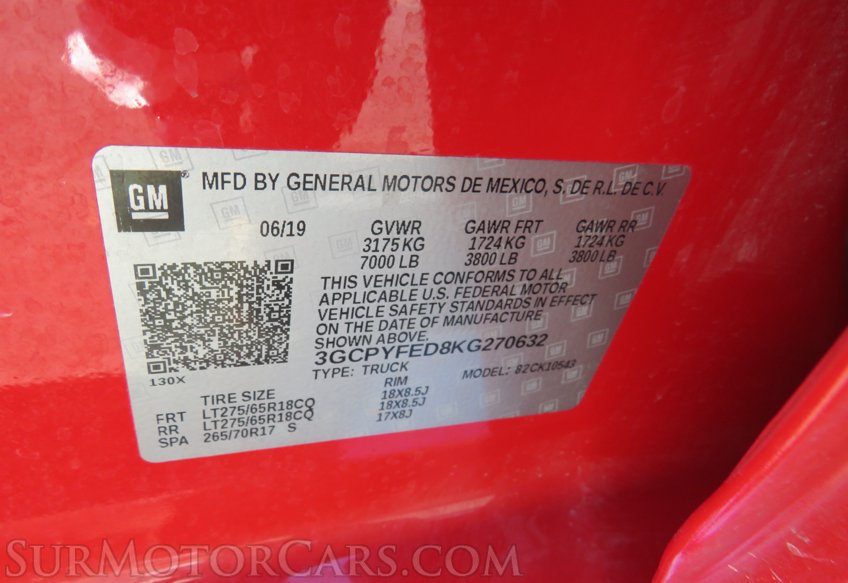 GM
MFD BY GENERAL MOTORS DE MEXICO, S. DE R.L. DE C.V.
06/19 GVWR GAWR FRT GAWR RR
3175 KG 1724 KG 1724 KG
7000 LB 3800 LB 3800 LB
THIS VEHICLE CONFORMS TO ALL
APPLICABLE U.S. FEDERAL MOTOR
VEHICLE SAFETY STANDARDS IN EFFECT
ON THE DATE OF MANUFACTURE
SHOWN ABOVE.
3GCPYFED8KG270632
130X
TYPE: TRUCK MODEL: 82CK10543
TIRE SIZE RIM
FRT LT275/65R18CQ 18X8.5J
RR LT275/65R18CQ 18X8.5J
SPA 265/70R17 S 17X8J
SurMotorCars.com